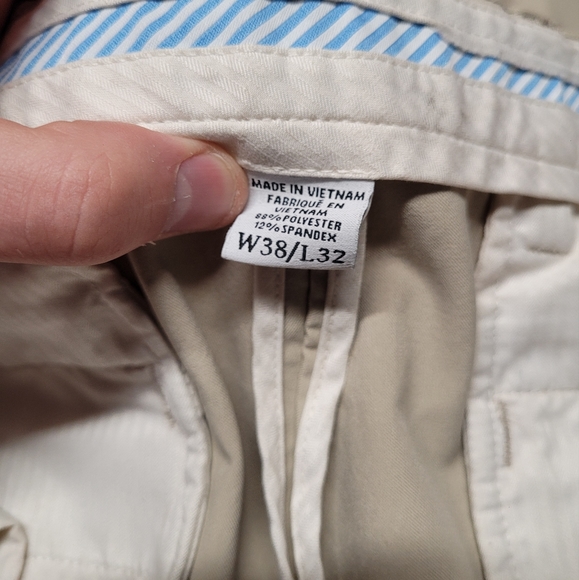 MADE IN VIETNAM
FABRIQUÉ EN
VIETNAM
88% POLYESTER
12% SPANDEX
W38/L32